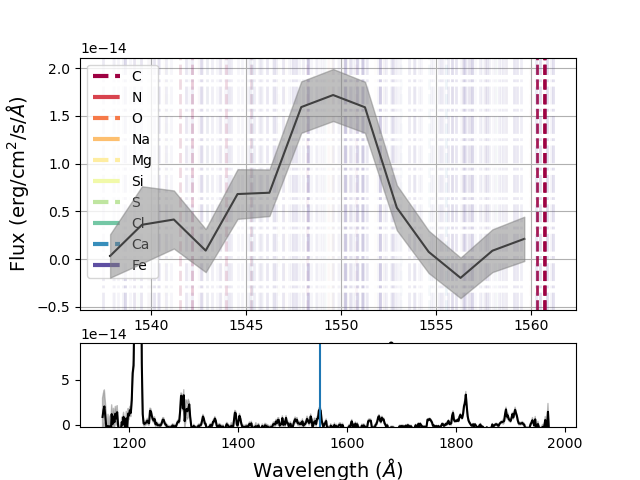 1e−14
Flux (erg/cm²/s/Å)
2.0
1.5
1.0
0.5
0.0
−0.5
C
N
O
Na
Mg
Si
S
Cl
Ca
Fe
1540 1545 1550 1555 1560
1e−14
5
0
1200 1400 1600 1800 2000
Wavelength (Å)